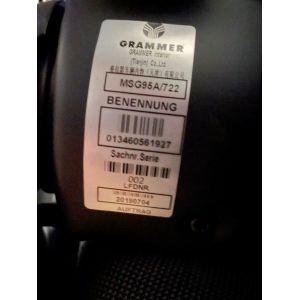 GRAMMER
GRAMMER Interior
(Tianjin) Co.,Ltd
MSG95A/722
BENENNUNG
013460561927
Sachnr.Serie
002
LFDNR.
20190704
AUFTRAG